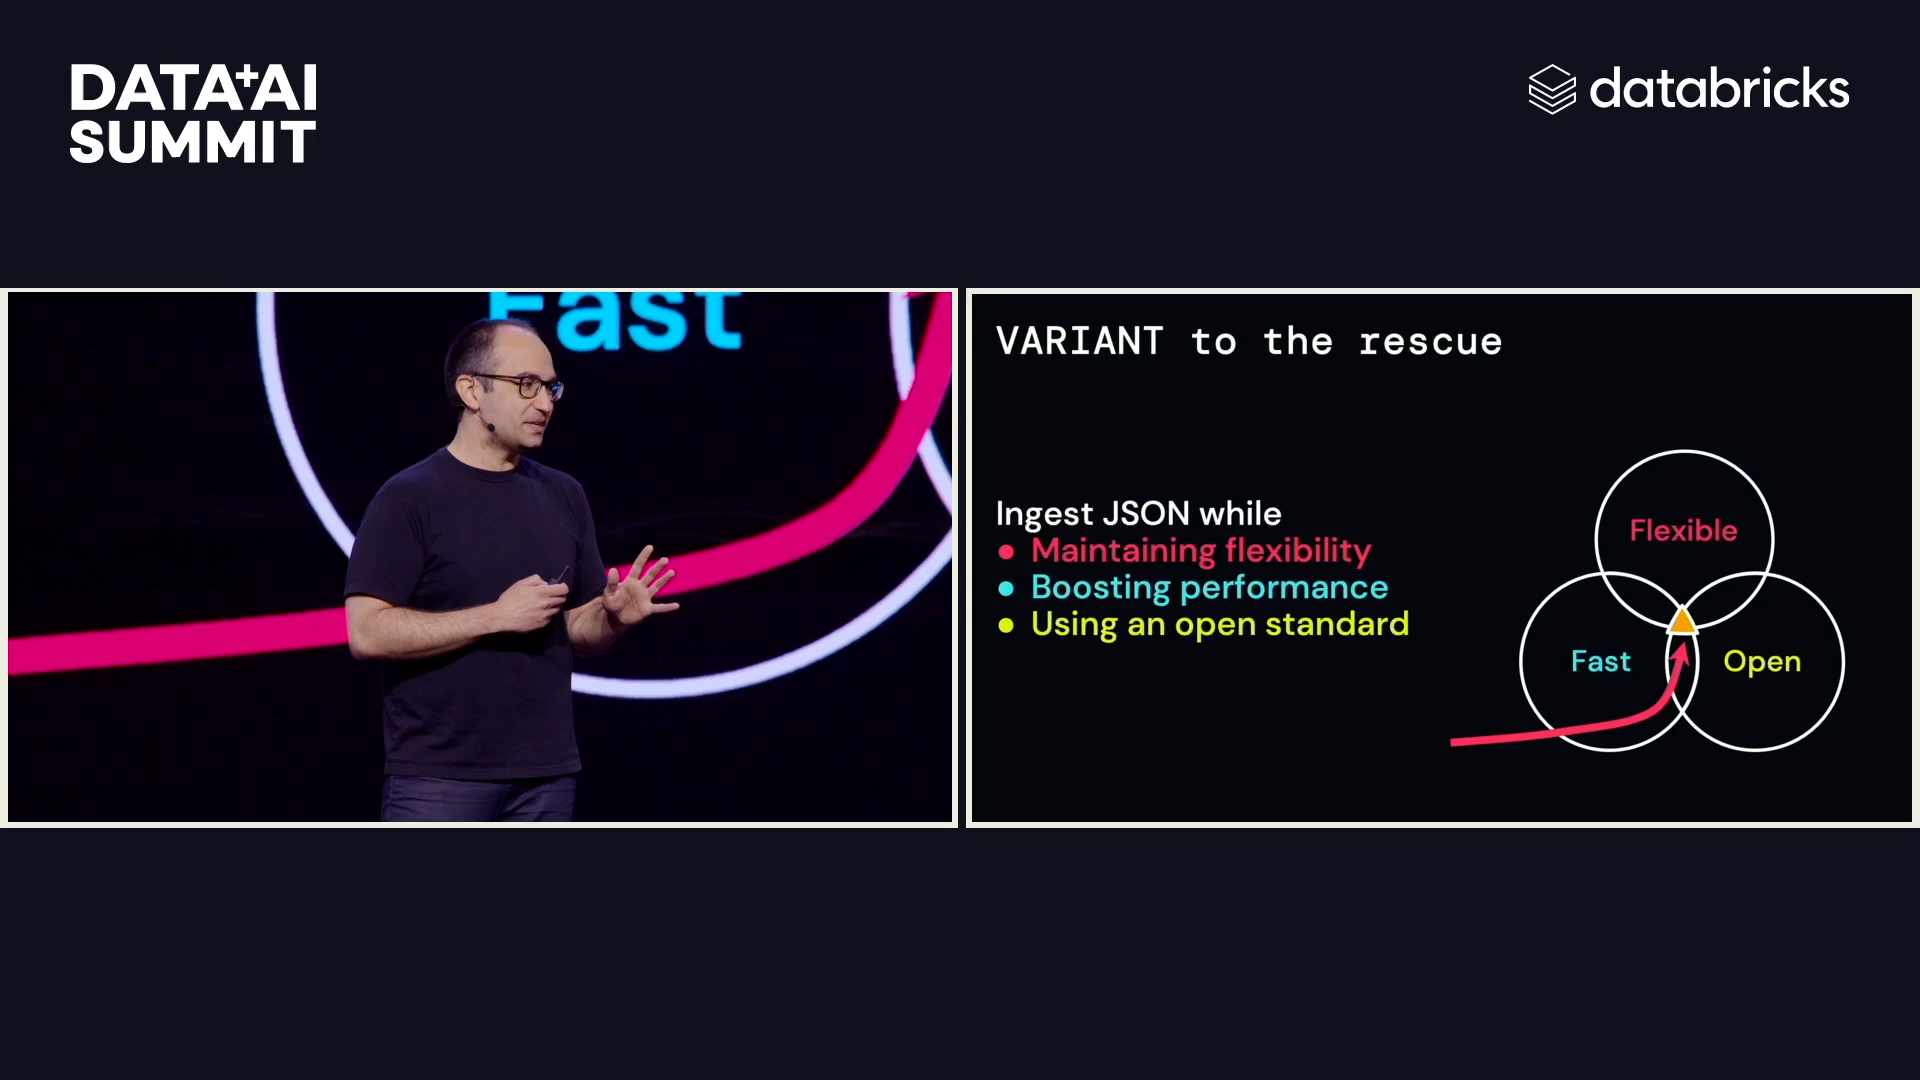 DATA+AI
SUMMIT
databricks
Fast
VARIANT to the rescue
Ingest JSON while
● Maintaining flexibility
● Boosting performance
● Using an open standard
Flexible
Fast
Open